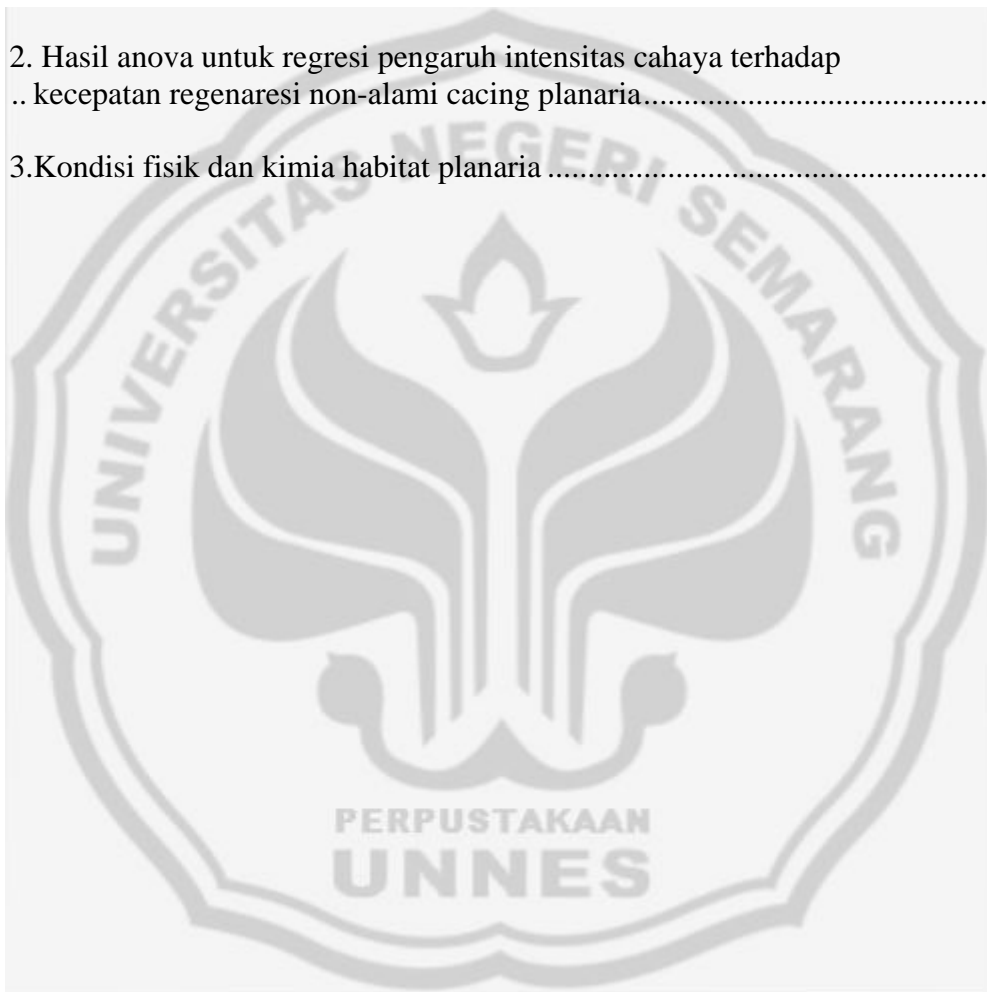 2. Hasil anova untuk regresi pengaruh intensitas cahaya terhadap
.. kecepatan regenaresi non-alami cacing planaria.......................................
3.Kondisi fisik dan kimia habitat planaria .....................................................
UNIVERSITAS NEGERI SEMARANG
PERPUSTAKAAN
UNNES